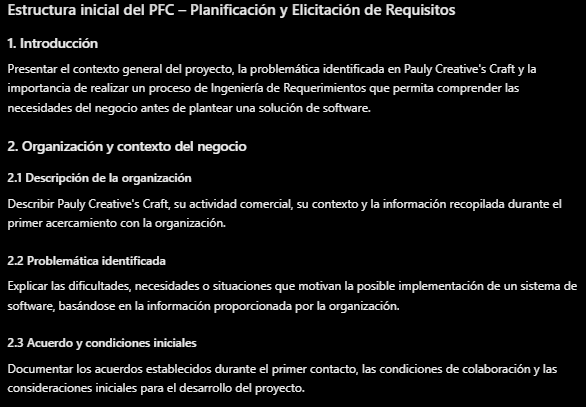 Estructura inicial del PFC – Planificación y Elicitación de Requisitos
1. Introducción
Presentar el contexto general del proyecto, la problemática identificada en Pauly Creative's Craft y la
importancia de realizar un proceso de Ingeniería de Requerimientos que permita comprender las
necesidades del negocio antes de plantear una solución de software.
2. Organización y contexto del negocio
2.1 Descripción de la organización
Describir Pauly Creative's Craft, su actividad comercial, su contexto y la información recopilada durante el
primer acercamiento con la organización.
2.2 Problemática identificada
Explicar las dificultades, necesidades o situaciones que motivan la posible implementación de un sistema de
software, basándose en la información proporcionada por la organización.
2.3 Acuerdo y condiciones iniciales
Documentar los acuerdos establecidos durante el primer contacto, las condiciones de colaboración y las
consideraciones iniciales para el desarrollo del proyecto.